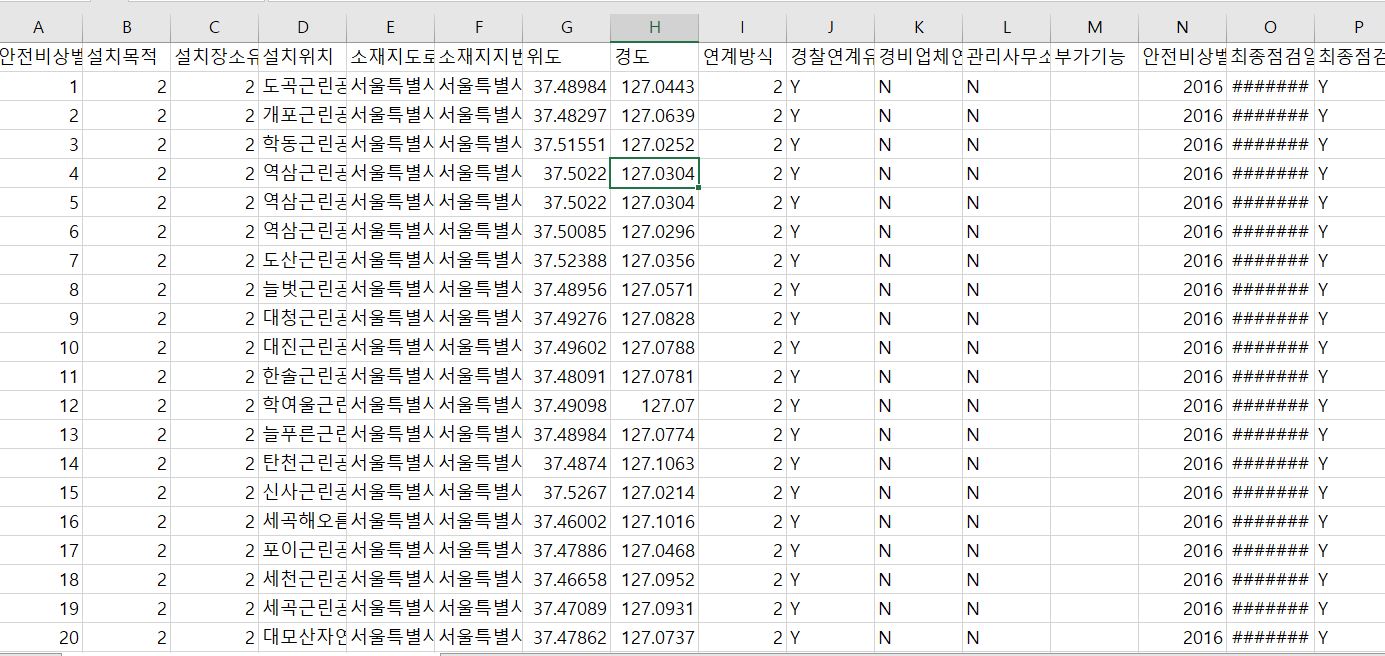 A B C D E F G H I J K L M N O P
안전비상벨 설치목적 설치장소유 설치위치 소재지도로 소재지지번 위도 경도 연계방식 경찰연계유 경비업체연 관리사무소 부가기능 안전비상벨 최종점검일 최종점검
1 2 2 도곡근린공 서울특별시 서울특별시 37.48984 127.0443 2 Y N N 2016 ####### Y
2 2 2 개포근린공 서울특별시 서울특별시 37.48297 127.0639 2 Y N N 2016 ####### Y
3 2 2 학동근린공 서울특별시 서울특별시 37.51551 127.0252 2 Y N N 2016 ####### Y
4 2 2 역삼근린공 서울특별시 서울특별시 37.5022 127.0304 2 Y N N 2016 ####### Y
5 2 2 역삼근린공 서울특별시 서울특별시 37.5022 127.0304 2 Y N N 2016 ####### Y
6 2 2 역삼근린공 서울특별시 서울특별시 37.50085 127.0296 2 Y N N 2016 ####### Y
7 2 2 도산근린공 서울특별시 서울특별시 37.52388 127.0356 2 Y N N 2016 ####### Y
8 2 2 늘벗근린공 서울특별시 서울특별시 37.48956 127.0571 2 Y N N 2016 ####### Y
9 2 2 대청근린공 서울특별시 서울특별시 37.49276 127.0828 2 Y N N 2016 ####### Y
10 2 2 대진근린공 서울특별시 서울특별시 37.49602 127.0788 2 Y N N 2016 ####### Y
11 2 2 한솔근린공 서울특별시 서울특별시 37.48091 127.0781 2 Y N N 2016 ####### Y
12 2 2 학여울근린 서울특별시 서울특별시 37.49098 127.07 2 Y N N 2016 ####### Y
13 2 2 늘푸른근린 서울특별시 서울특별시 37.48984 127.0774 2 Y N N 2016 ####### Y
14 2 2 탄천근린공 서울특별시 서울특별시 37.4874 127.1063 2 Y N N 2016 ####### Y
15 2 2 신사근린공 서울특별시 서울특별시 37.5267 127.0214 2 Y N N 2016 ####### Y
16 2 2 세곡해오름 서울특별시 서울특별시 37.46002 127.1016 2 Y N N 2016 ####### Y
17 2 2 포이근린공 서울특별시 서울특별시 37.47886 127.0468 2 Y N N 2016 ####### Y
18 2 2 세천근린공 서울특별시 서울특별시 37.46658 127.0952 2 Y N N 2016 ####### Y
19 2 2 세곡근린공 서울특별시 서울특별시 37.47089 127.0931 2 Y N N 2016 ####### Y
20 2 2 대모산자연 서울특별시 서울특별시 37.47862 127.0737 2 Y N N 2016 ####### Y